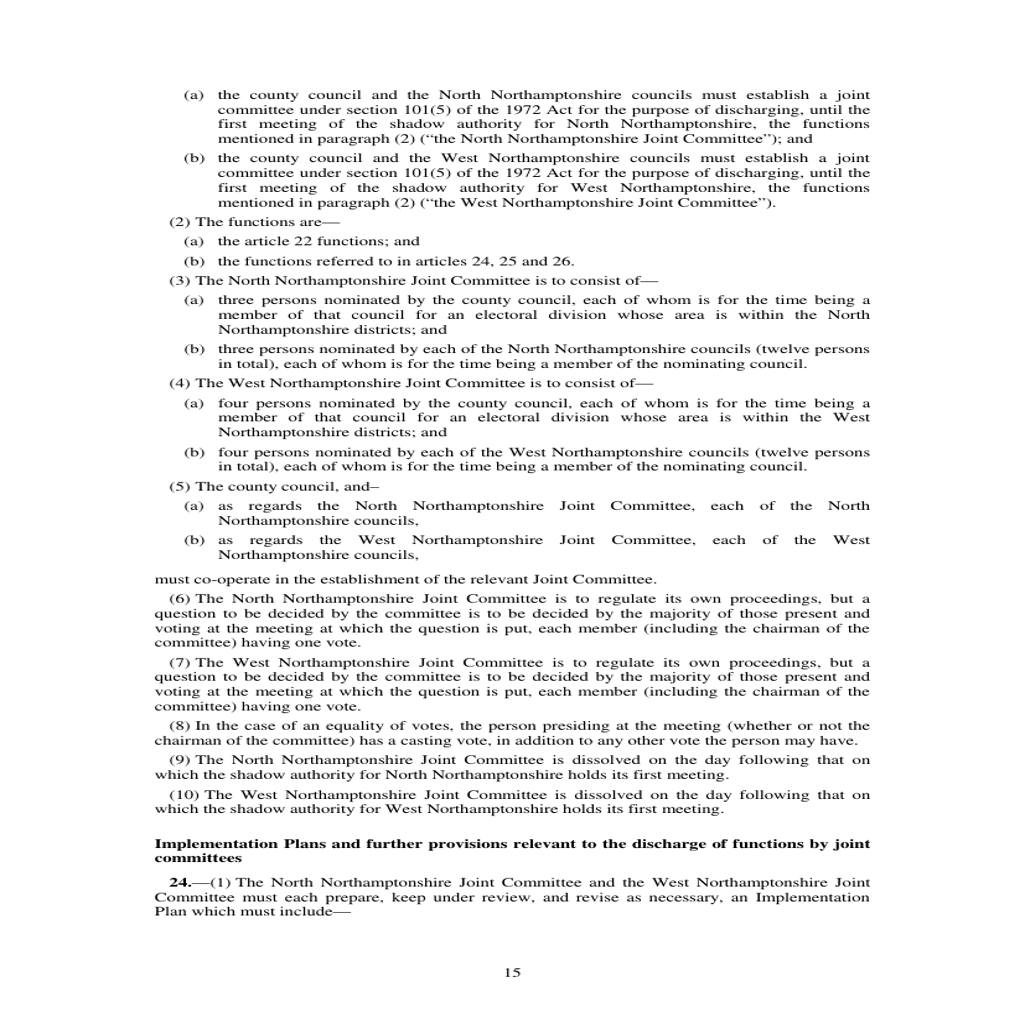 (a) the county council and the North Northamptonshire councils must establish a joint
committee under section 101(5) of the 1972 Act for the purpose of discharging, until the
first meeting of the shadow authority for North Northamptonshire, the functions
mentioned in paragraph (2) (“the North Northamptonshire Joint Committee”); and
(b) the county council and the West Northamptonshire councils must establish a joint
committee under section 101(5) of the 1972 Act for the purpose of discharging, until the
first meeting of the shadow authority for West Northamptonshire, the functions
mentioned in paragraph (2) (“the West Northamptonshire Joint Committee”).
(2) The functions are—
(a) the article 22 functions; and
(b) the functions referred to in articles 24, 25 and 26.
(3) The North Northamptonshire Joint Committee is to consist of—
(a) three persons nominated by the county council, each of whom is for the time being a
member of that council for an electoral division whose area is within the North
Northamptonshire districts; and
(b) three persons nominated by each of the North Northamptonshire councils (twelve persons
in total), each of whom is for the time being a member of the nominating council.
(4) The West Northamptonshire Joint Committee is to consist of—
(a) four persons nominated by the county council, each of whom is for the time being a
member of that council for an electoral division whose area is within the West
Northamptonshire districts; and
(b) four persons nominated by each of the West Northamptonshire councils (twelve persons
in total), each of whom is for the time being a member of the nominating council.
(5) The county council, and–
(a) as regards the North Northamptonshire Joint Committee, each of the North
Northamptonshire councils,
(b) as regards the West Northamptonshire Joint Committee, each of the West
Northamptonshire councils,
must co-operate in the establishment of the relevant Joint Committee.
(6) The North Northamptonshire Joint Committee is to regulate its own proceedings, but a
question to be decided by the committee is to be decided by the majority of those present and
voting at the meeting at which the question is put, each member (including the chairman of the
committee) having one vote.
(7) The West Northamptonshire Joint Committee is to regulate its own proceedings, but a
question to be decided by the committee is to be decided by the majority of those present and
voting at the meeting at which the question is put, each member (including the chairman of the
committee) having one vote.
(8) In the case of an equality of votes, the person presiding at the meeting (whether or not the
chairman of the committee) has a casting vote, in addition to any other vote the person may have.
(9) The North Northamptonshire Joint Committee is dissolved on the day following that on
which the shadow authority for North Northamptonshire holds its first meeting.
(10) The West Northamptonshire Joint Committee is dissolved on the day following that on
which the shadow authority for West Northamptonshire holds its first meeting.
Implementation Plans and further provisions relevant to the discharge of functions by joint
committees
24.—(1) The North Northamptonshire Joint Committee and the West Northamptonshire Joint
Committee must each prepare, keep under review, and revise as necessary, an Implementation
Plan which must include—
15